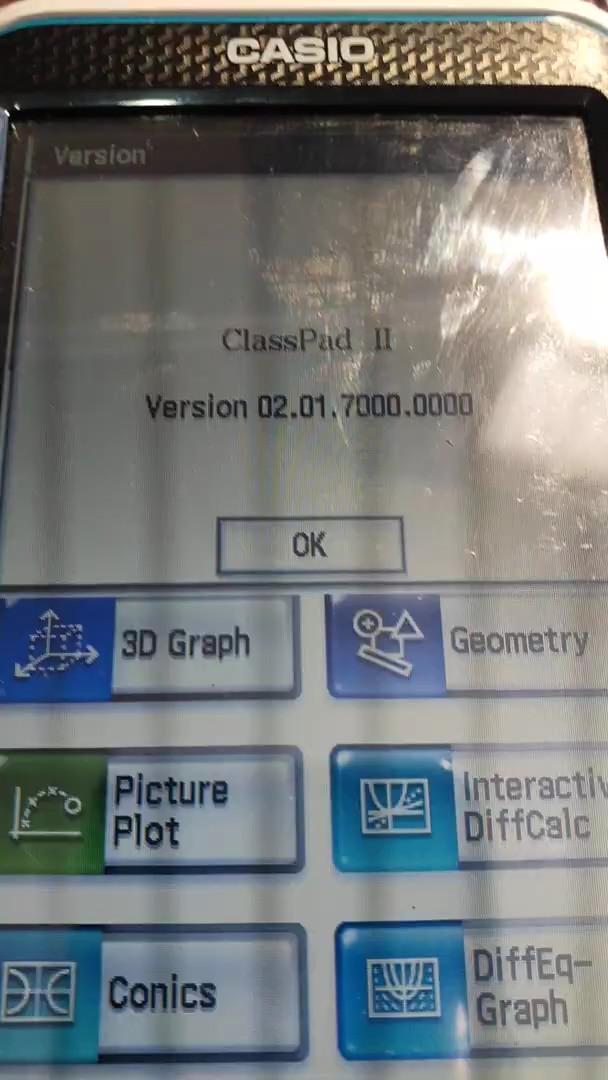 CASIO
Version
ClassPad II
Version 02.01.7000.0000
OK
3D Graph
Geometry
Picture
Plot
Interactiv
DiffCalc
Conics
DiffEq-
Graph